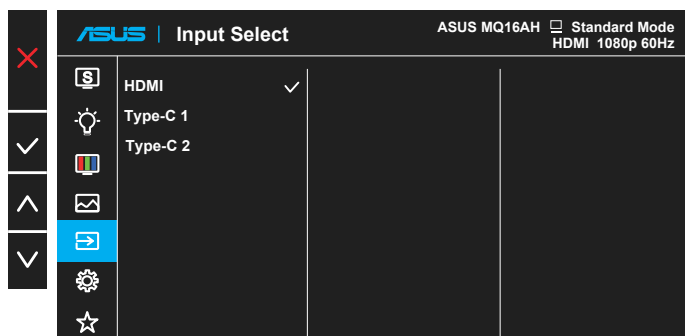 ASUS | Input Select
ASUS MQ16AH Standard Mode
HDMI 1080p 60Hz
S
HDMI
Type-C 1
Type-C 2